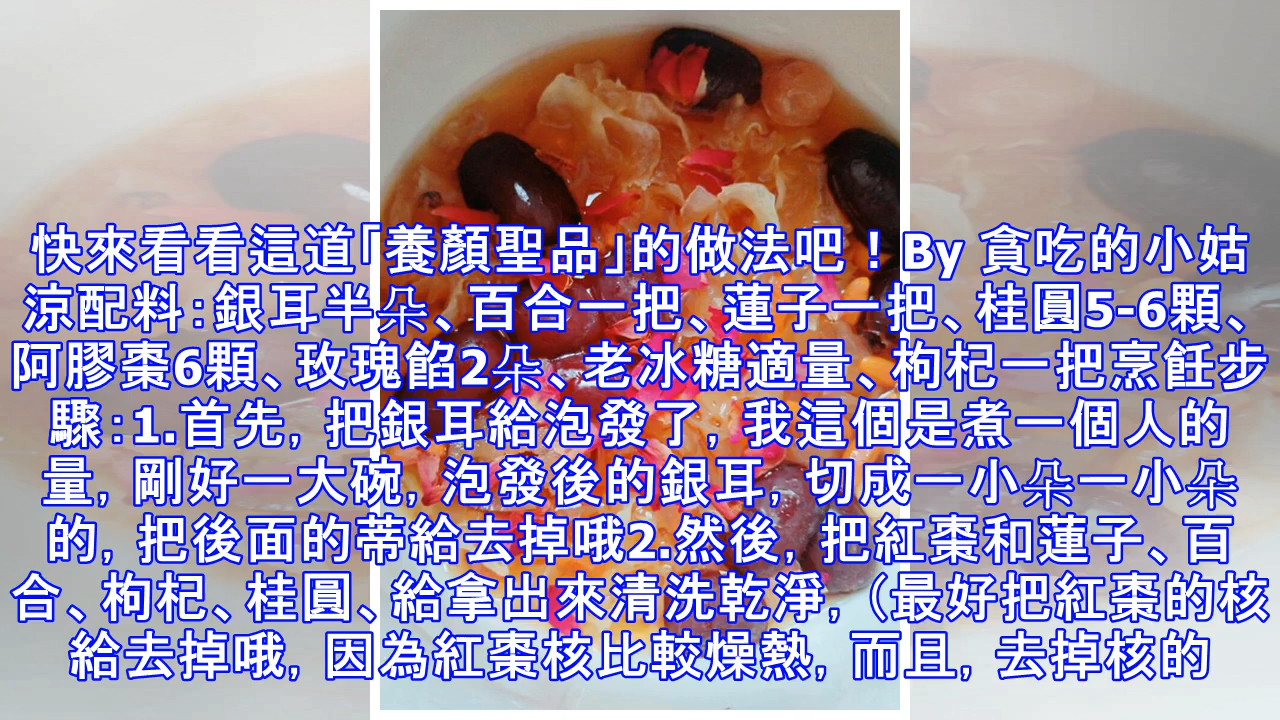 快來看看這道「養顏聖品」的做法吧！By 貪吃的小姑
涼配料：銀耳半朵、百合一把、蓮子一把、桂圓5-6顆、
阿膠棗6顆、玫瑰餡2朵、老冰糖適量、枸杞一把烹飪步
驟：1.首先, 把銀耳給泡發了, 我這個是煮一個人的
量, 剛好一大碗, 泡發後的銀耳, 切成一小朵一小朵
的, 把後面的蒂給去掉哦2.然後, 把紅棗和蓮子、百
合、枸杞、桂圓、給拿出來清洗乾淨,（最好把紅棗的核
給去掉哦, 因為紅棗核比較燥熱, 而且, 去掉核的